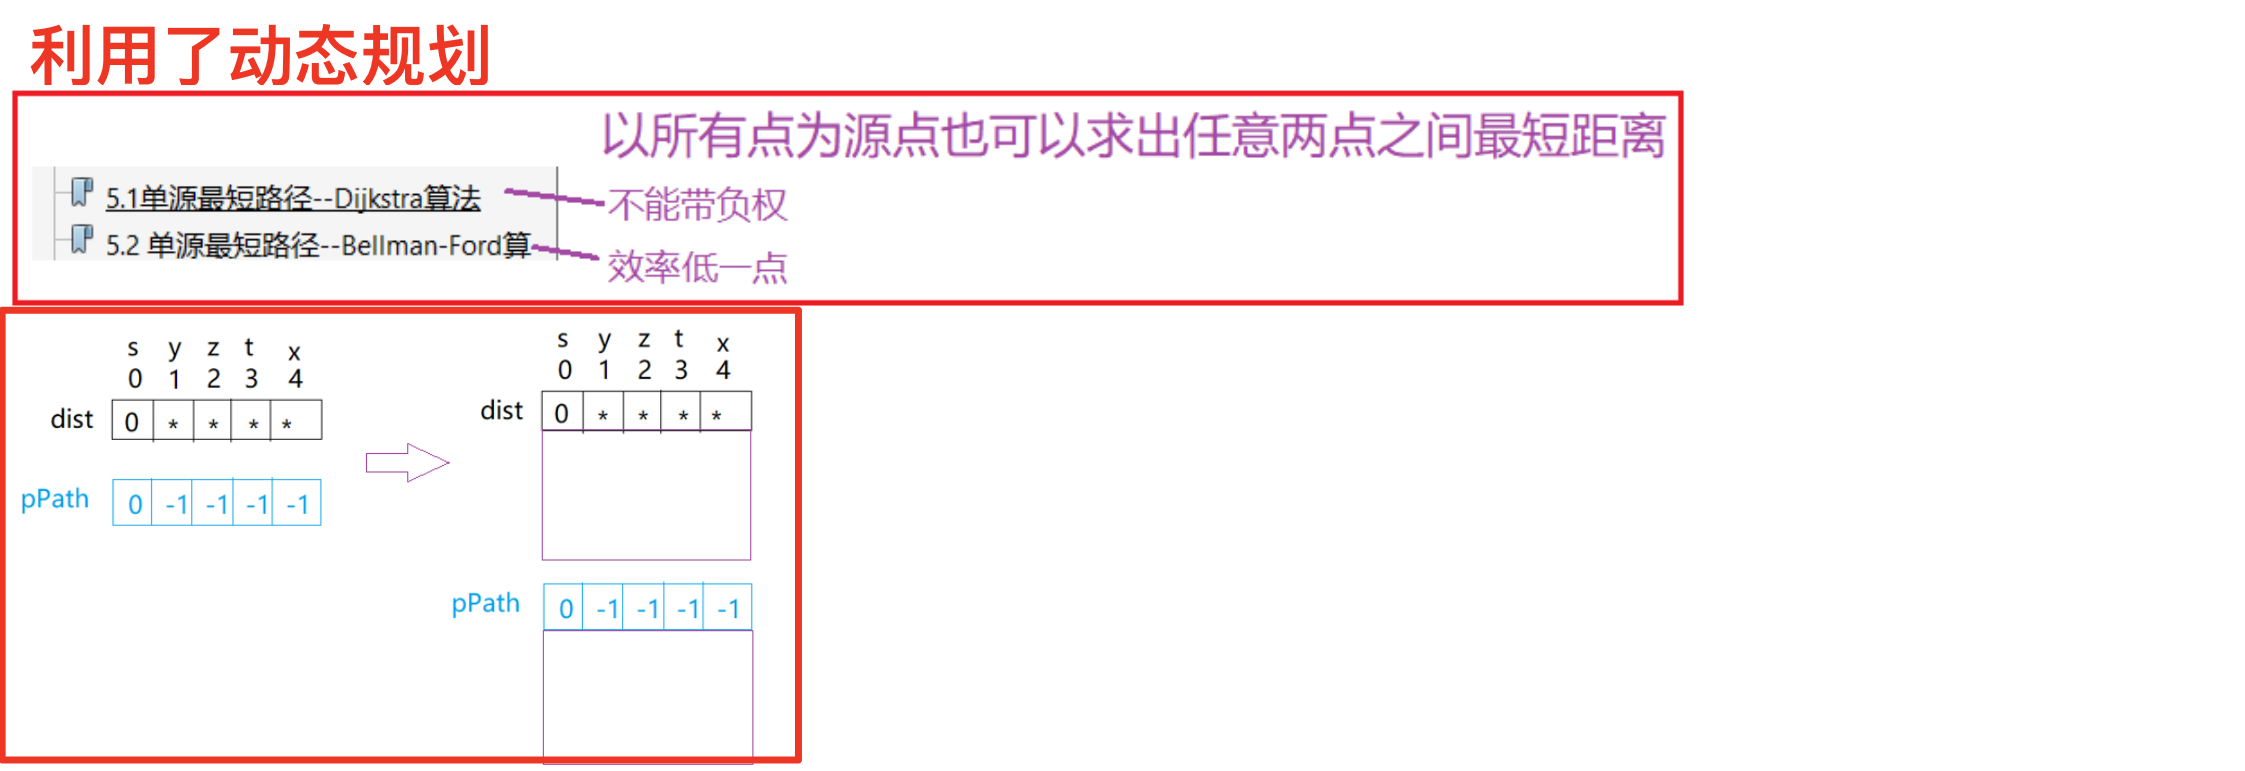 利用了动态规划
以所有点为源点也可以求出任意两点之间最短距离
5.1单源最短路径--Dijkstra算法
不能带负权
5.2 单源最短路径--Bellman-Ford算
效率低一点
s y z t x
0 1 2 3 4
dist 0 * * * *
pPath 0 -1 -1 -1 -1
s y z t x
0 1 2 3 4
dist 0 * * * *
pPath 0 -1 -1 -1 -1